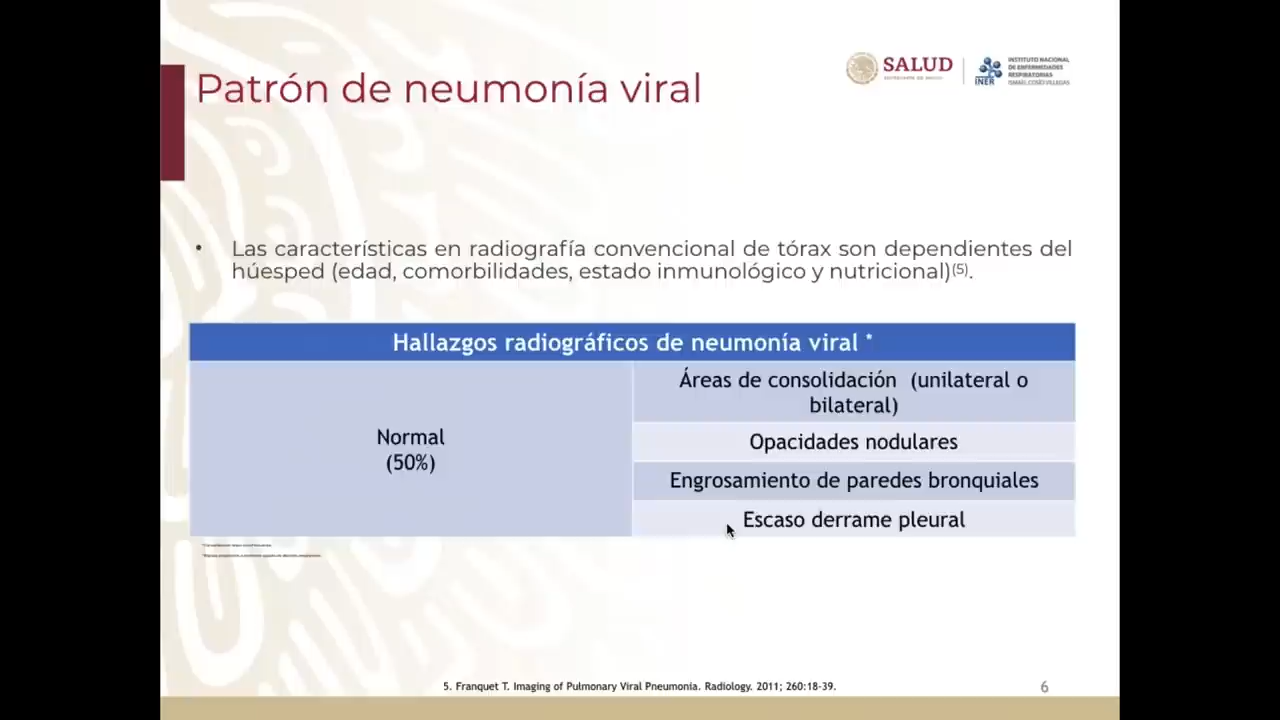 Patrón de neumonía viral
SALUD
SECRETARÍA DE SALUD
INER
INSTITUTO NACIONAL
DE ENFERMEDADES
RESPIRATORIAS
ISMAEL COSÍO VILLEGAS
• Las características en radiografía convencional de tórax son dependientes del
húesped (edad, comorbilidades, estado inmunológico y nutricional)(5).
Hallazgos radiográficos de neumonía viral *
Normal
(50%)
Áreas de consolidación (unilateral o
bilateral)
Opacidades nodulares
Engrosamiento de paredes bronquiales
Escaso derrame pleural
5. Franquet T. Imaging of Pulmonary Viral Pneumonia. Radiology. 2011; 260:18-39.
6